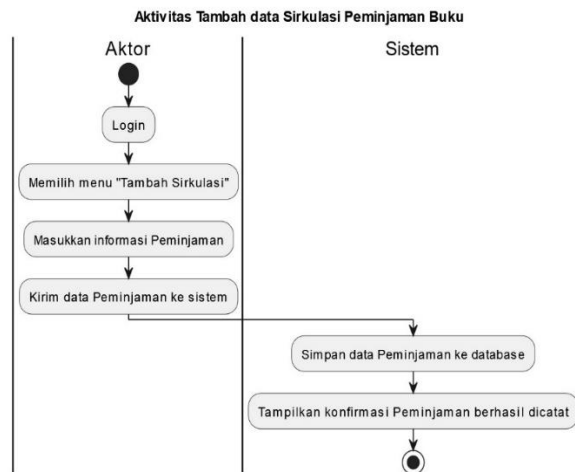 Aktivitas Tambah data Sirkulasi Peminjaman Buku
Aktor
Sistem
Login
Memilih menu "Tambah Sirkulasi"
Masukkan informasi Peminjaman
Kirim data Peminjaman ke sistem
Simpan data Peminjaman ke database
Tampilkan konfirmasi Peminjaman berhasil dicatat